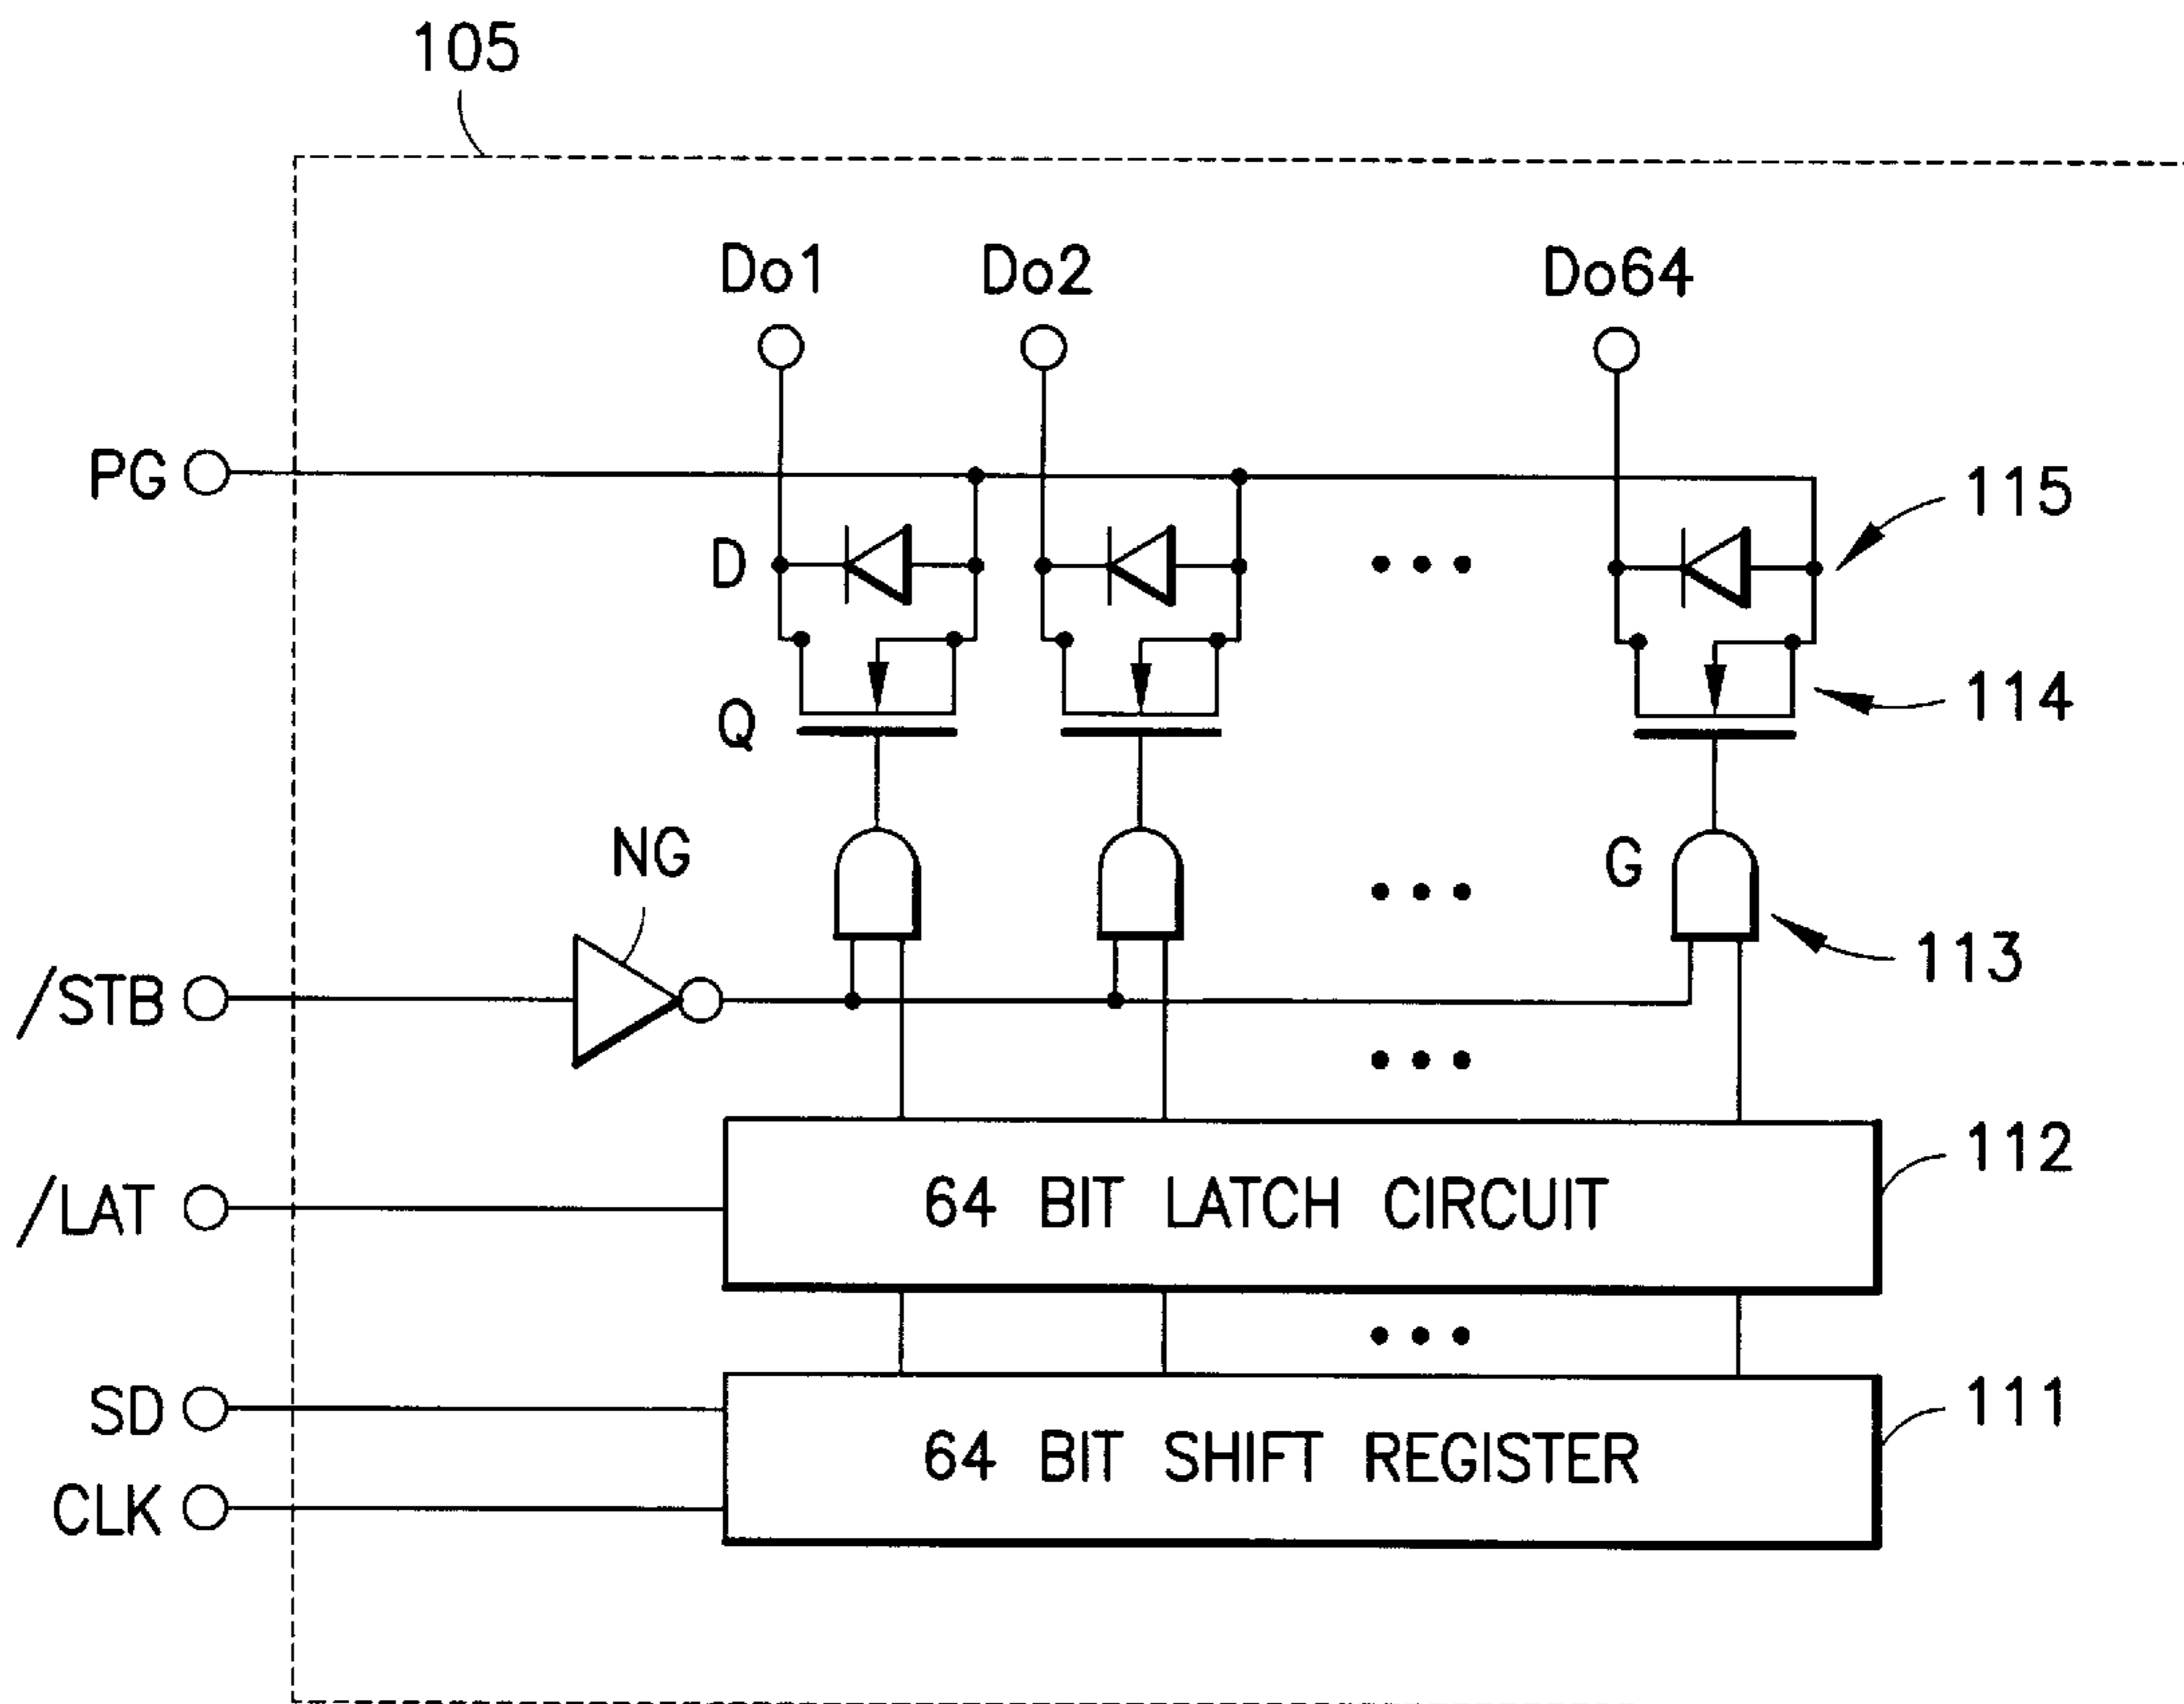 105
Do1 Do2 Do64
PG
115
D
114
Q
NG
G
113
/STB
112
/LAT
64 BIT LATCH CIRCUIT
111
SD
64 BIT SHIFT REGISTER
CLK